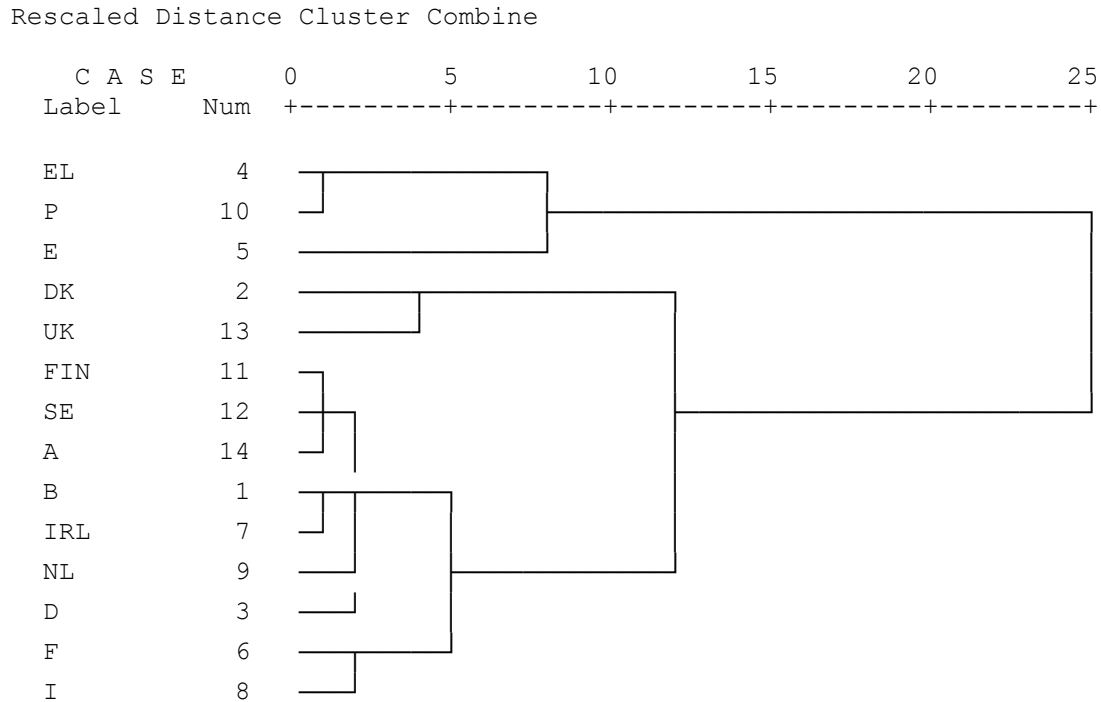 Rescaled Distance Cluster Combine
C A S E 0 5 10 15 20 25
Label Num +---------+---------+---------+---------+---------+
EL 4
P 10
E 5
DK 2
UK 13
FIN 11
SE 12
A 14
B 1
IRL 7
NL 9
D 3
F 6
I 8